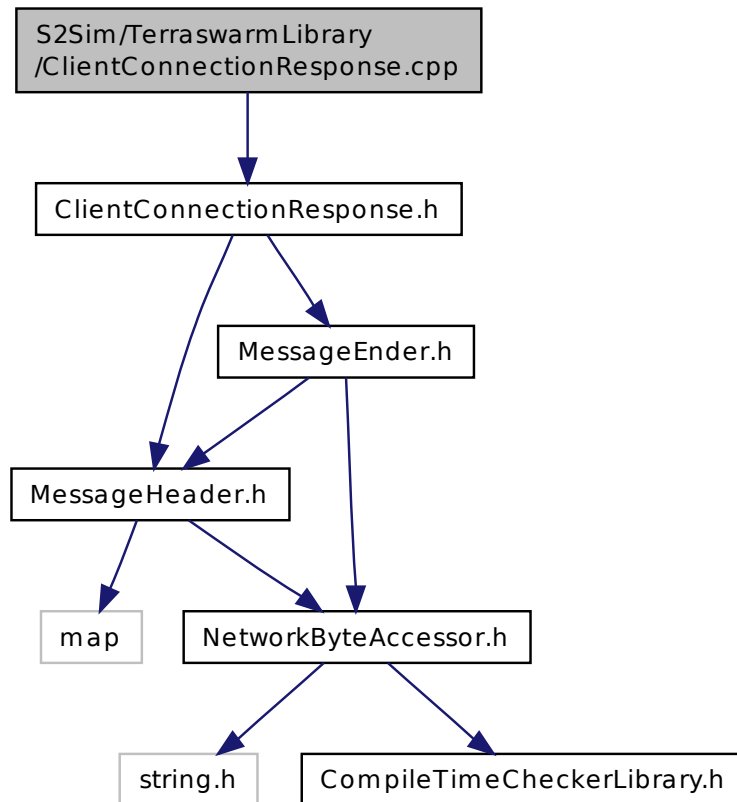 S2Sim/TerraswarmLibrary
/ClientConnectionResponse.cpp
ClientConnectionResponse.h
MessageEnder.h
MessageHeader.h
map
NetworkByteAccessor.h
string.h
CompileTimeCheckerLibrary.h